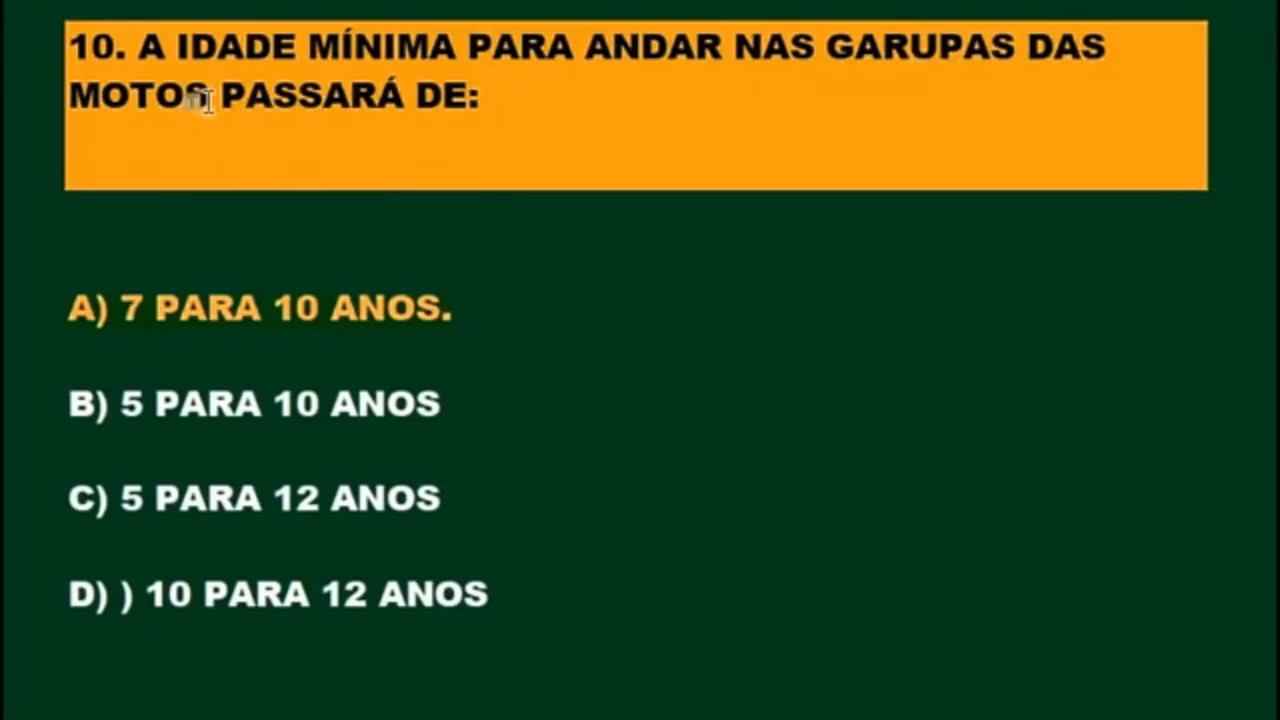 10. A IDADE MÍNIMA PARA ANDAR NAS GARUPAS DAS
MOTOS PASSARÁ DE:
A) 7 PARA 10 ANOS.
B) 5 PARA 10 ANOS
C) 5 PARA 12 ANOS
D) ) 10 PARA 12 ANOS